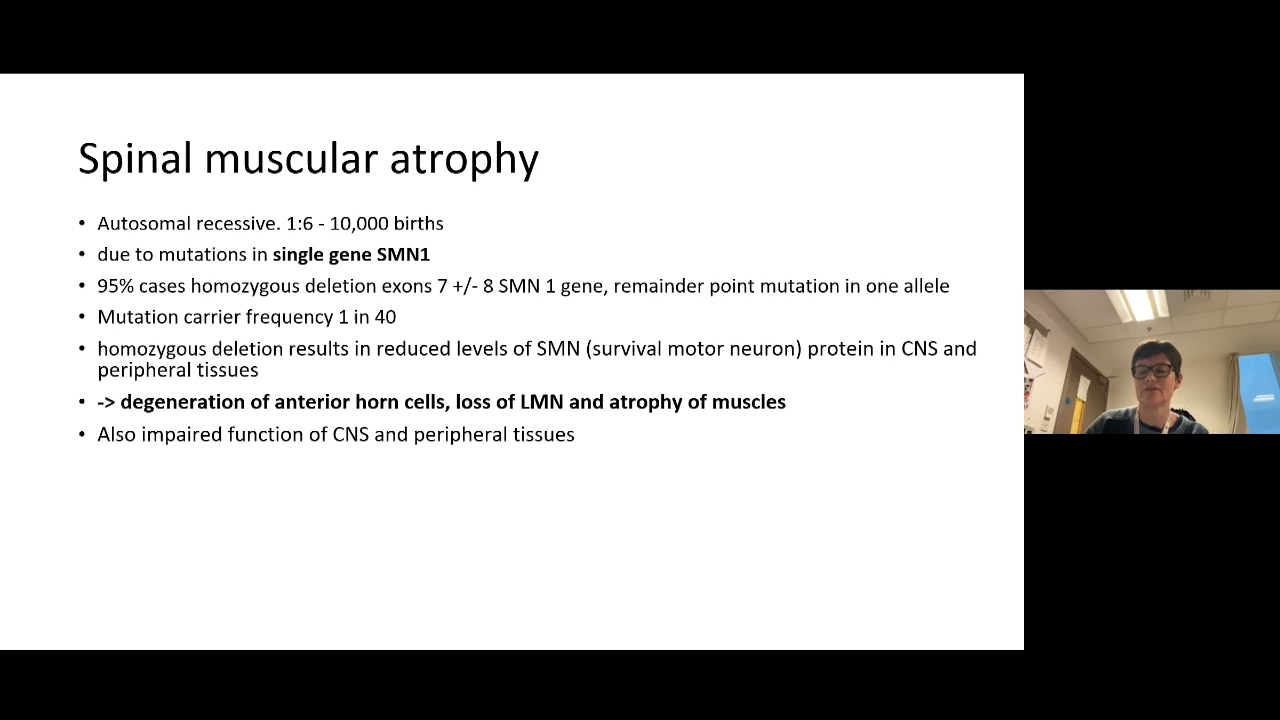 Spinal muscular atrophy
• Autosomal recessive. 1:6 - 10,000 births
• due to mutations in single gene SMN1
• 95% cases homozygous deletion exons 7 +/- 8 SMN 1 gene, remainder point mutation in one allele
• Mutation carrier frequency 1 in 40
• homozygous deletion results in reduced levels of SMN (survival motor neuron) protein in CNS and
peripheral tissues
• -> degeneration of anterior horn cells, loss of LMN and atrophy of muscles
• Also impaired function of CNS and peripheral tissues